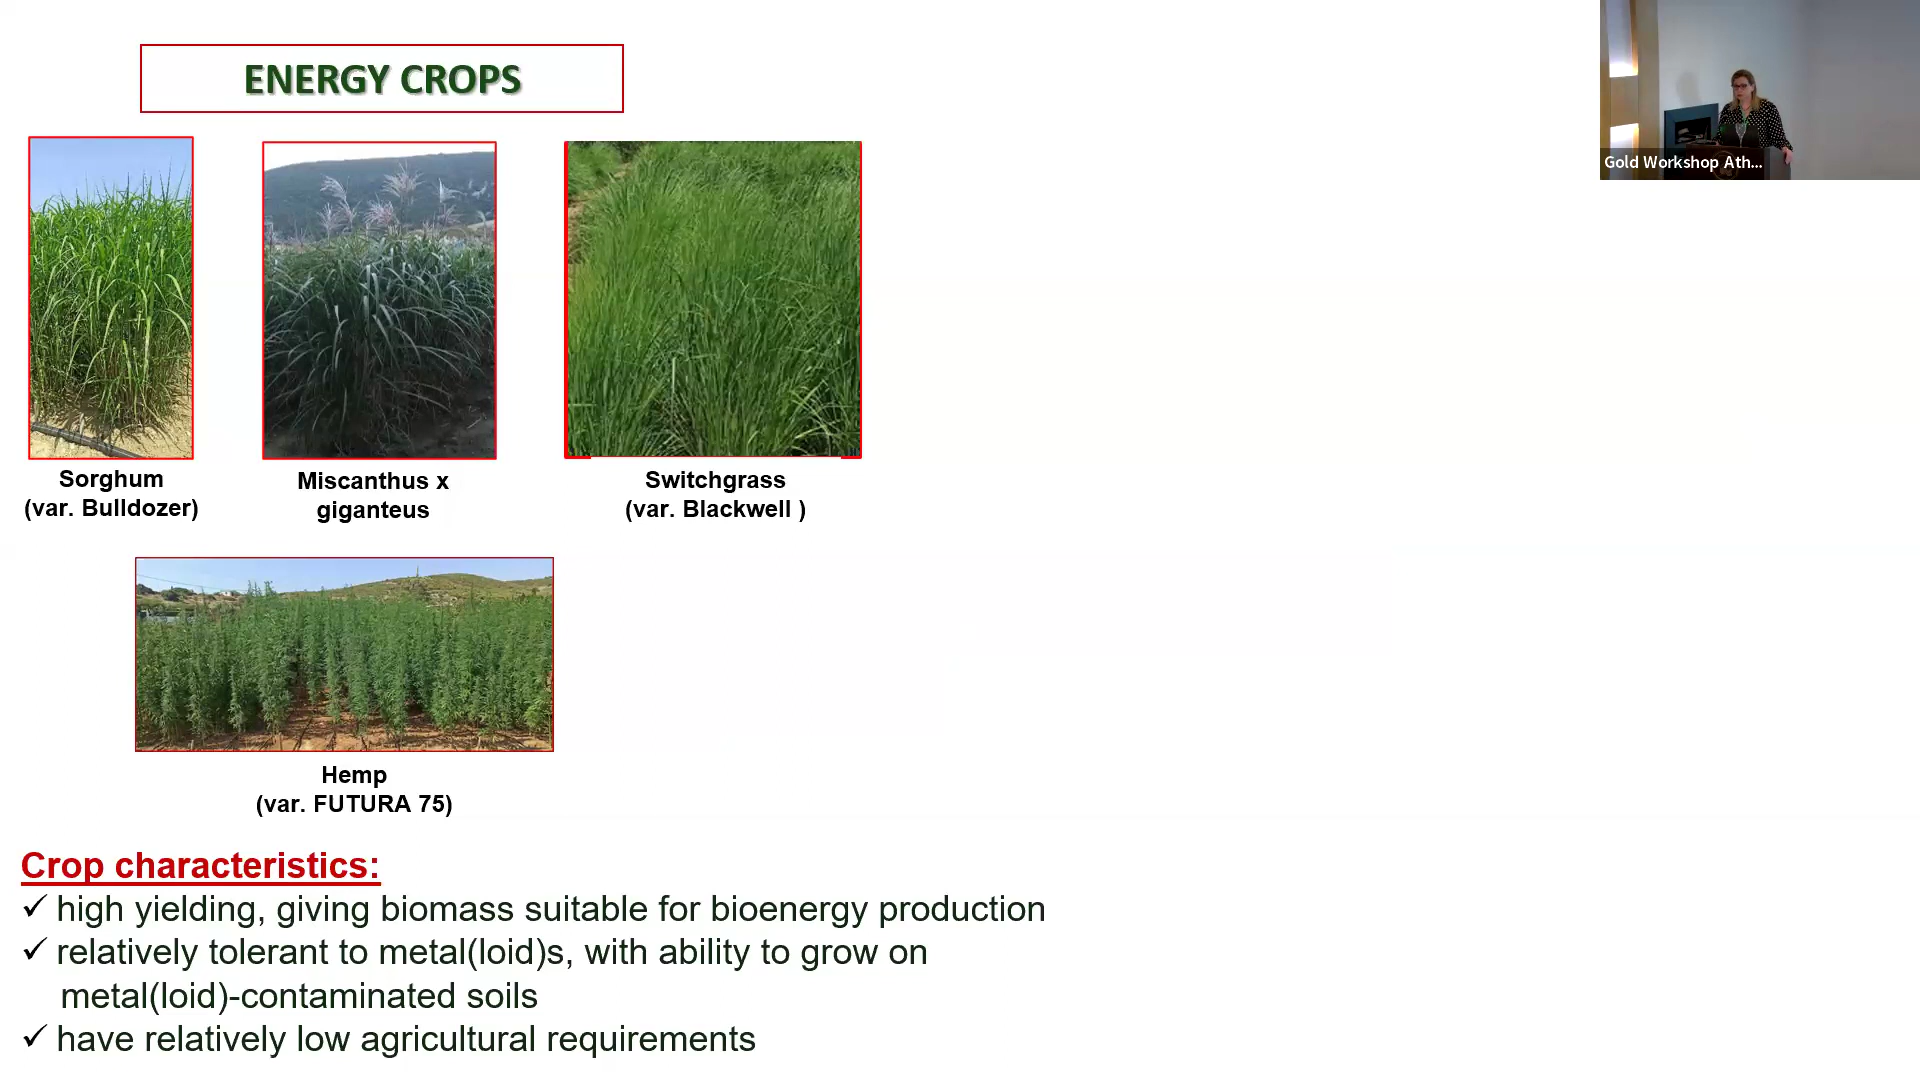 ENERGY CROPS
Gold Workshop Ath...
Sorghum
(var. Bulldozer)
Miscanthus x
giganteus
Switchgrass
(var. Blackwell )
Hemp
(var. FUTURA 75)
Crop characteristics:
✓ high yielding, giving biomass suitable for bioenergy production
✓ relatively tolerant to metal(loid)s, with ability to grow on
metal(loid)-contaminated soils
✓ have relatively low agricultural requirements